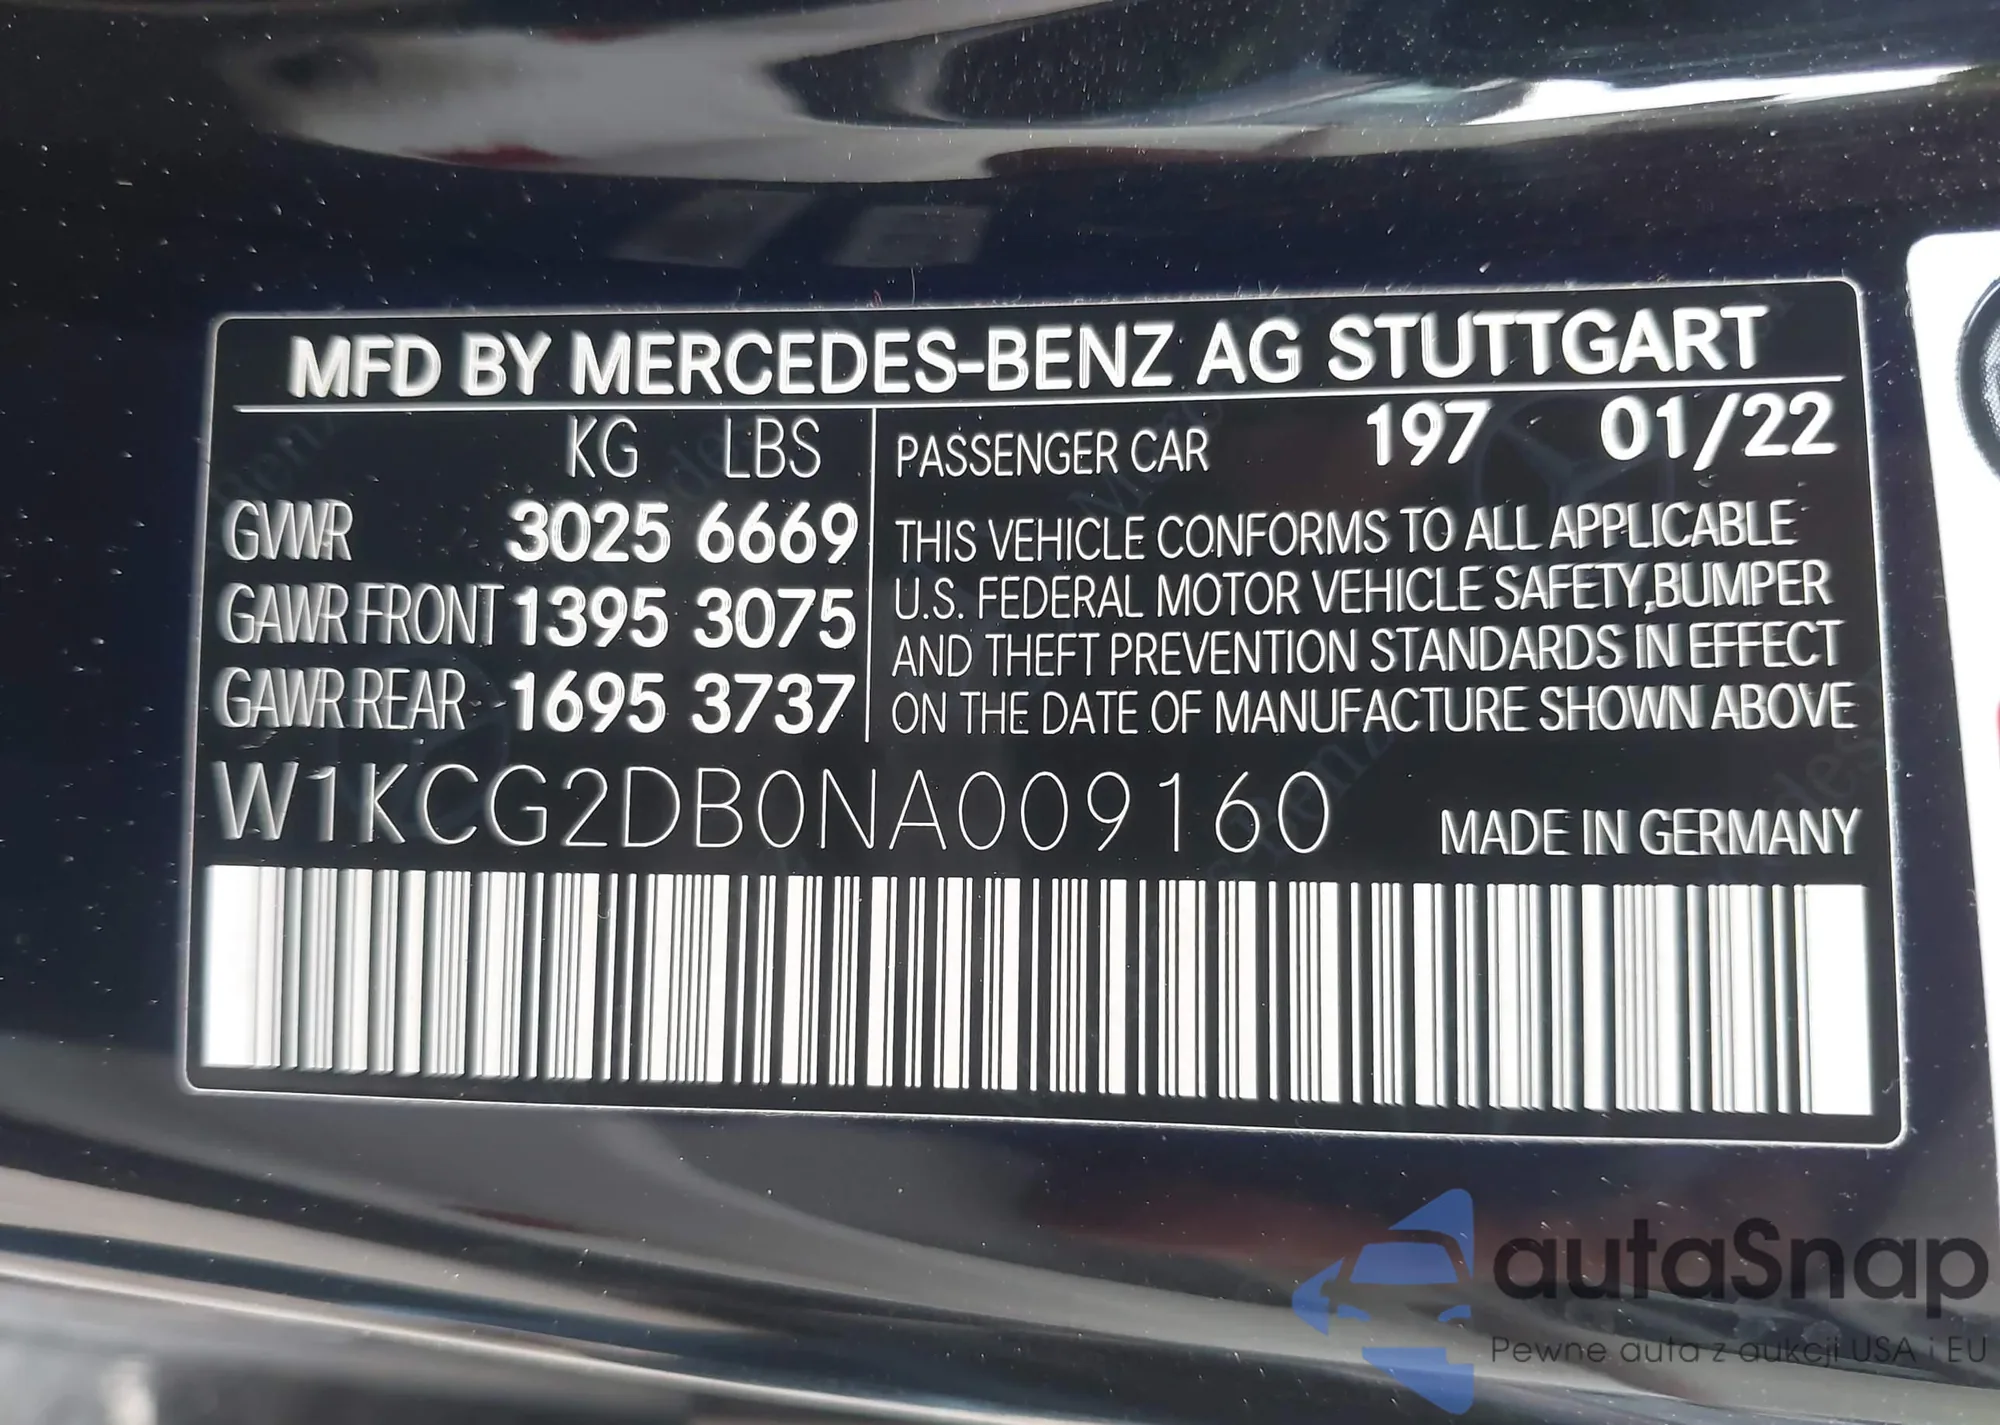 MFD BY MERCEDES-BENZ AG STUTTGART
KG LBS
GVWR 3025 6669
GAWR FRONT 1395 3075
GAWR REAR 1695 3737
PASSENGER CAR 197 01/22
THIS VEHICLE CONFORMS TO ALL APPLICABLE
U.S. FEDERAL MOTOR VEHICLE SAFETY, BUMPER
AND THEFT PREVENTION STANDARDS IN EFFECT
ON THE DATE OF MANUFACTURE SHOWN ABOVE
W1KCG2DB0NA009160
MADE IN GERMANY
autaSnap
Pewne auta z aukcji USA i EU